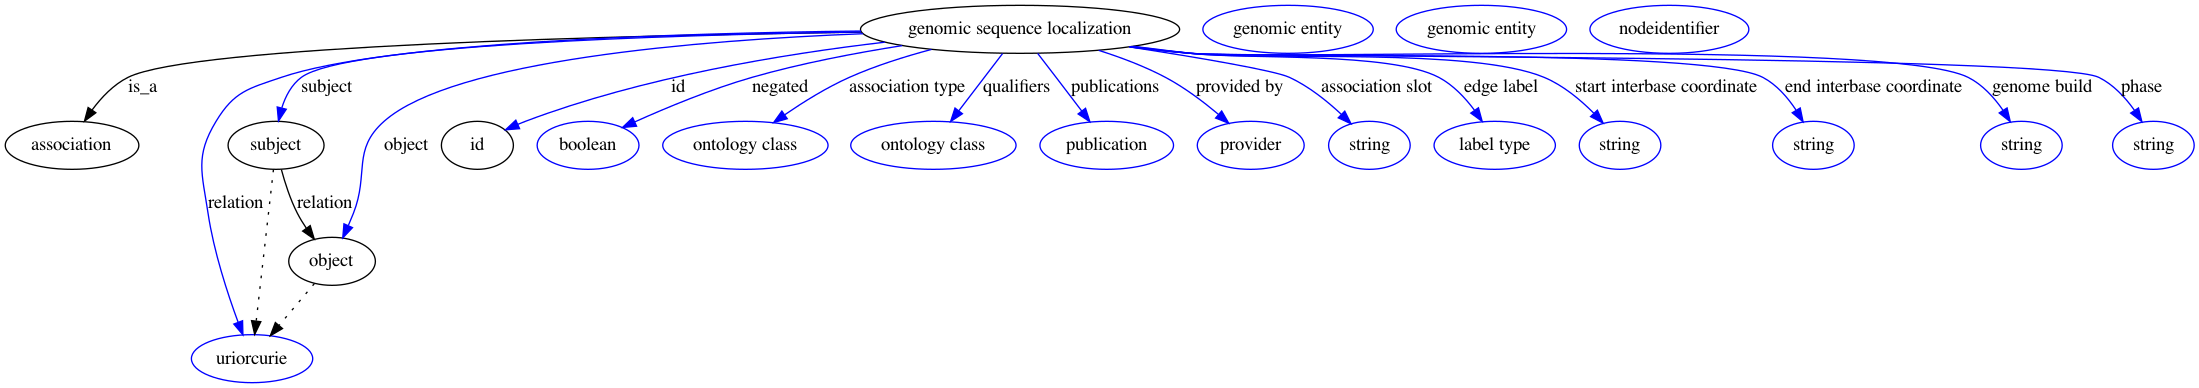 genomic sequence localization
genomic entity
genomic entity
nodeidentifier
is_a
subject
id
negated
association type
qualifiers
publications
provided by
association slot
edge label
start interbase coordinate
end interbase coordinate
genome build
phase
association
subject
object
id
boolean
ontology class
ontology class
publication
provider
string
label type
string
string
string
string
relation
relation
object
uriorcurie